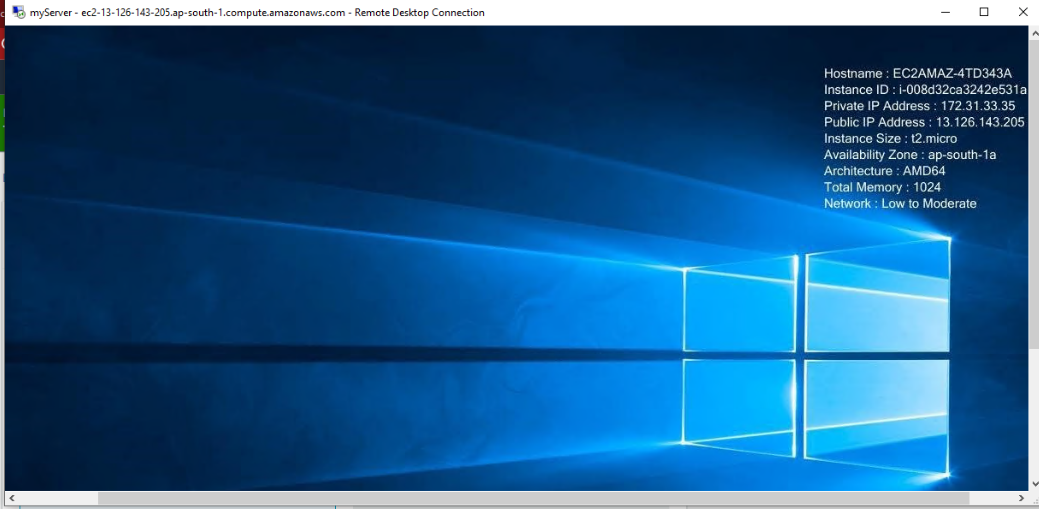 myServer - ec2-13-126-143-205.ap-south-1.compute.amazonaws.com - Remote Desktop Connection
Hostname : EC2AMAZ-4TD343A
Instance ID : i-008d32ca3242e531a
Private IP Address : 172.31.33.35
Public IP Address : 13.126.143.205
Instance Size : t2.micro
Availability Zone : ap-south-1a
Architecture : AMD64
Total Memory : 1024
Network : Low to Moderate